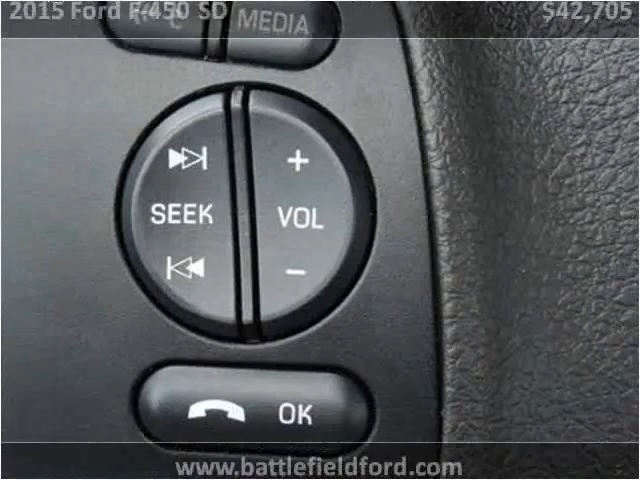 2015 Ford F-450 SD $42,705
MEDIA
+
SEEK VOL
-
OK
www.battlefieldford.com